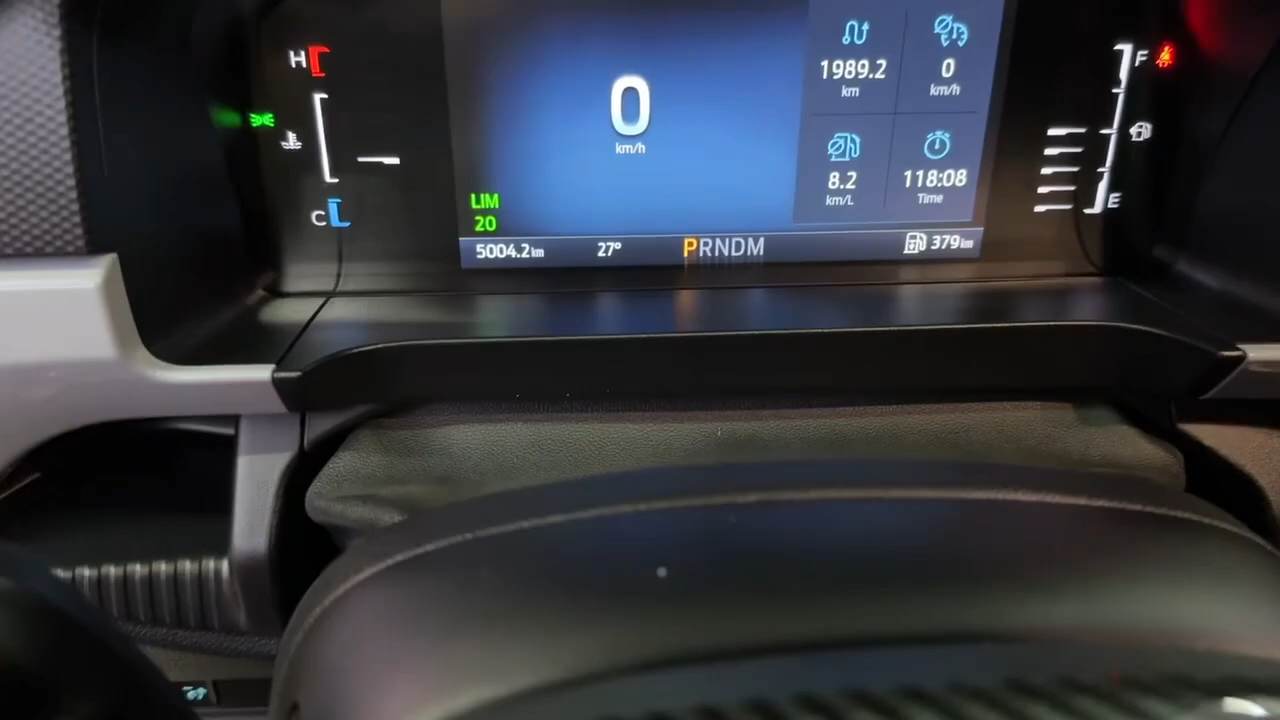 H
C
0
km/h
LIM
20
1989.2
km
0
km/h
8.2
km/L
118:08
Time
5004.2km
27°
PRNDM
379km
F
E